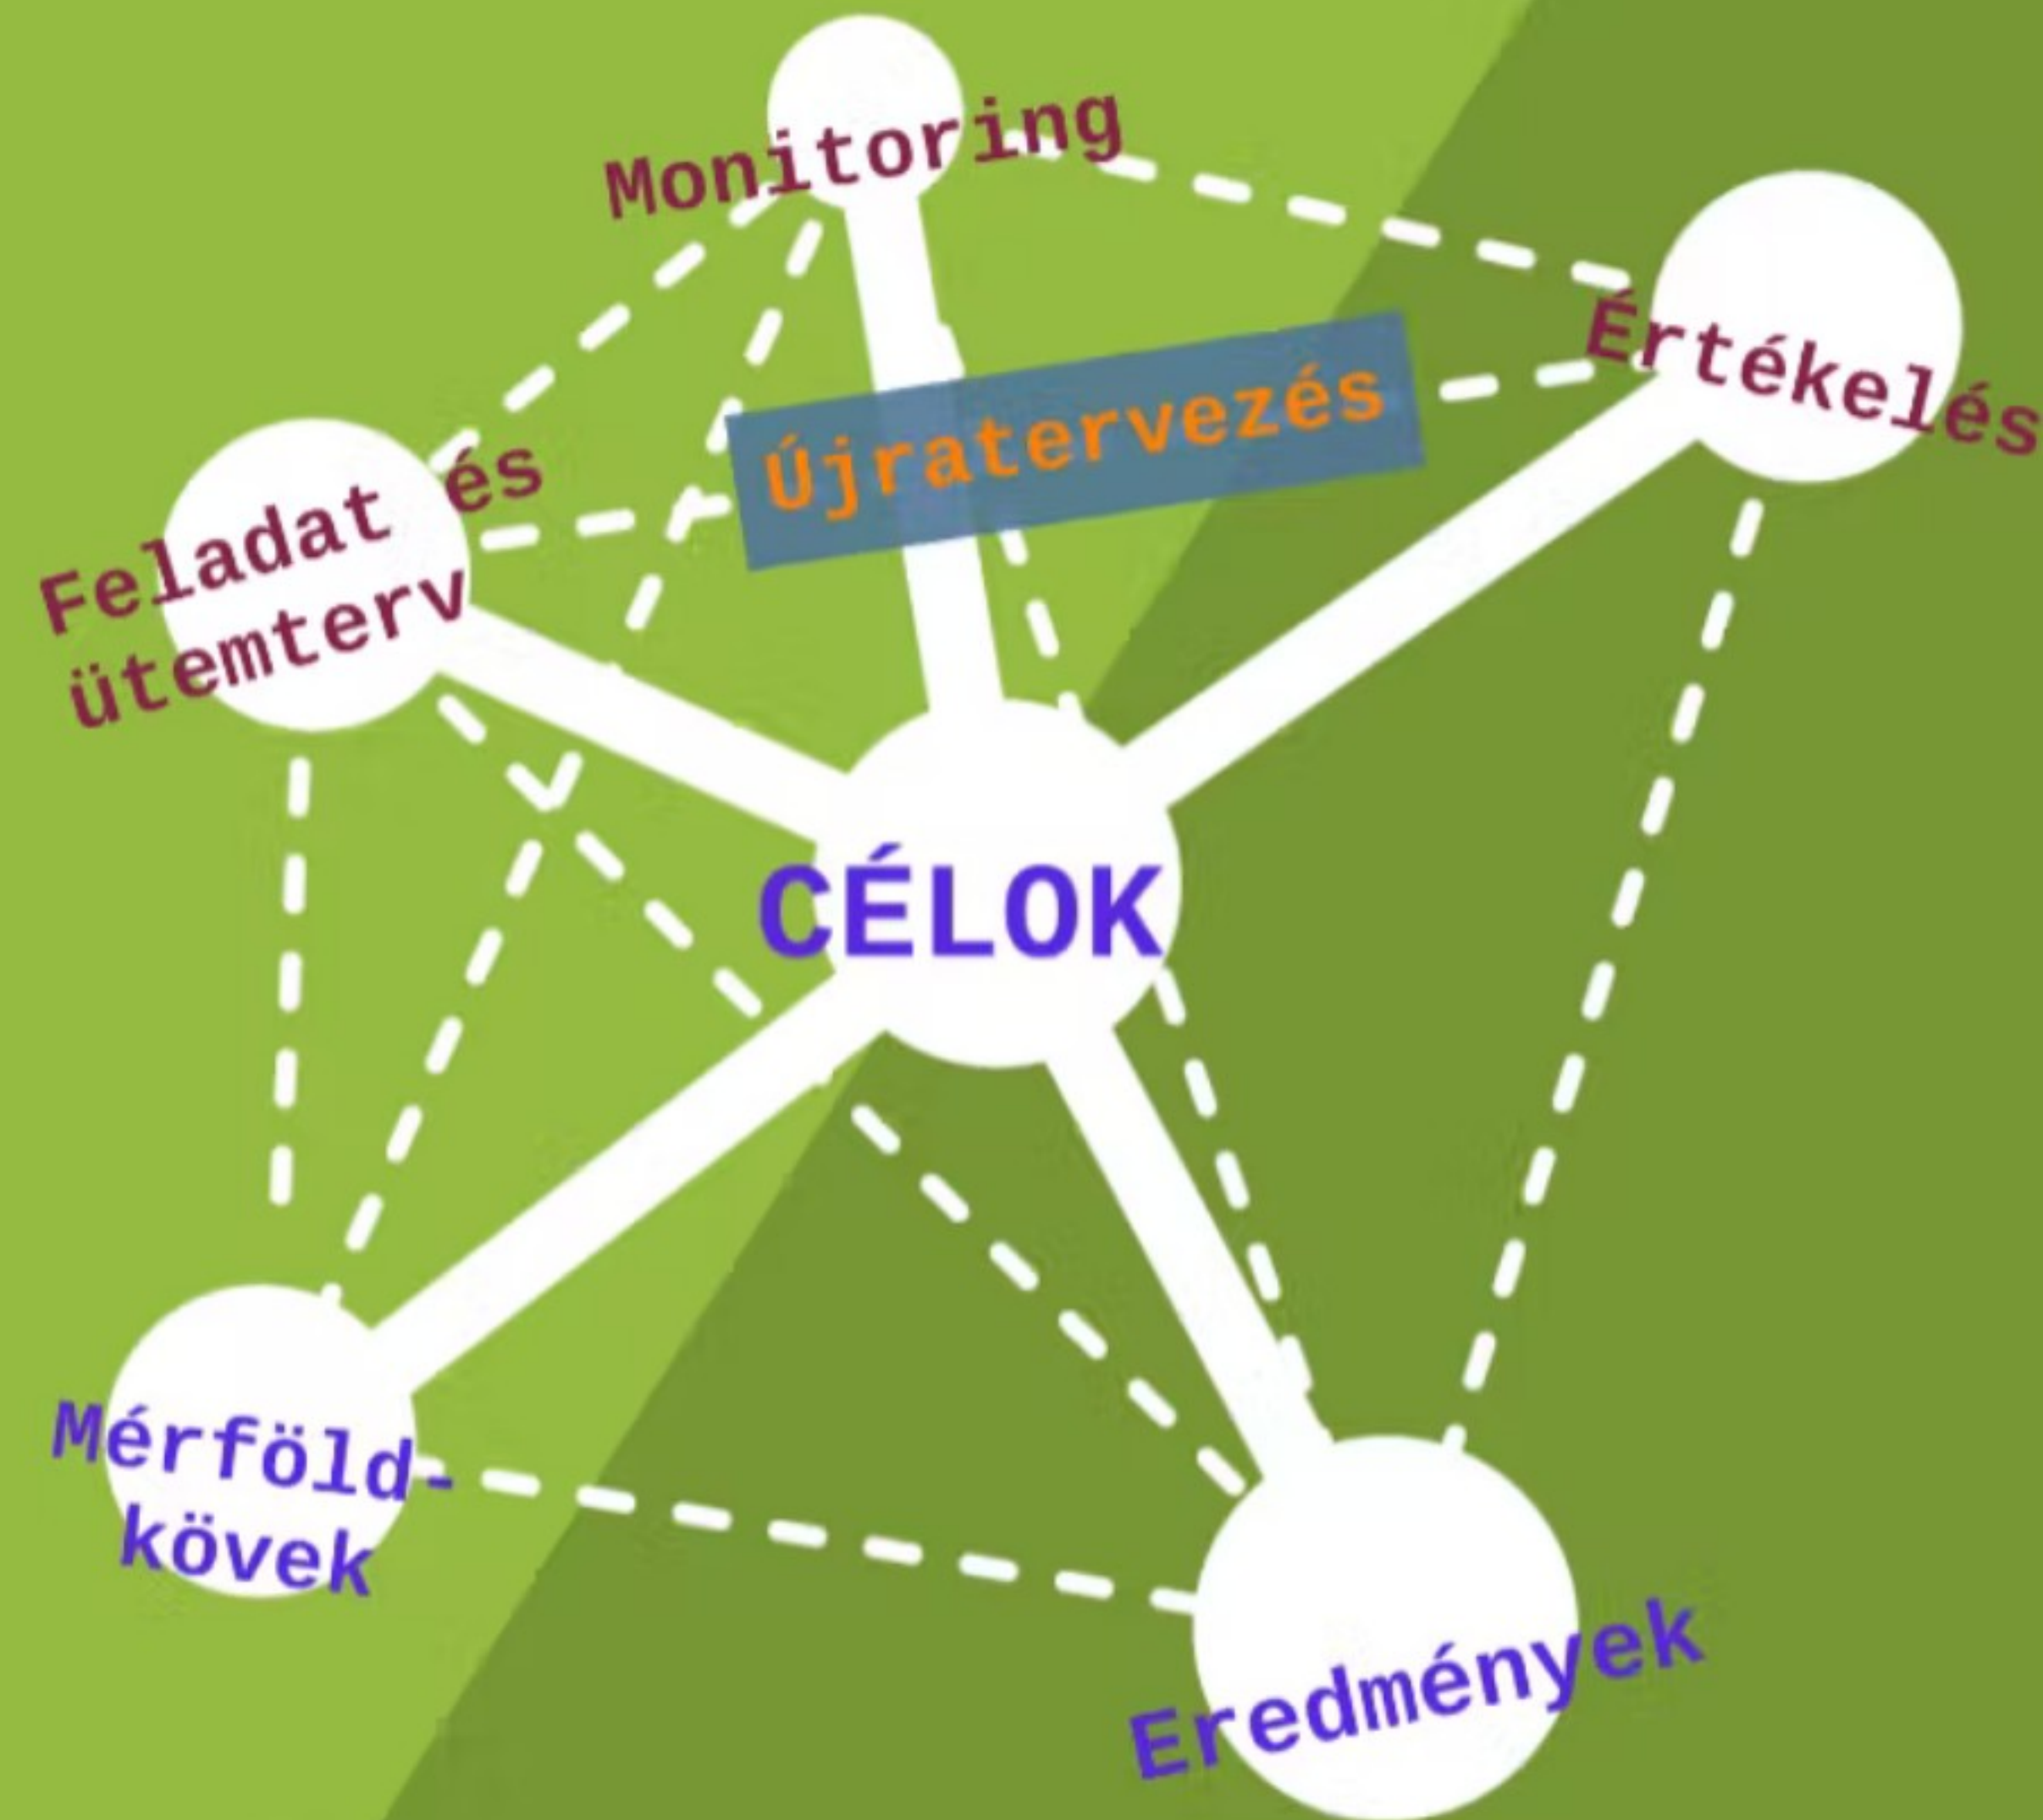 Monitoring
Értékelés
Újratervezés
Feladat és
ütemterv
CÉLOK
Mérföld-
kövek
Eredmények